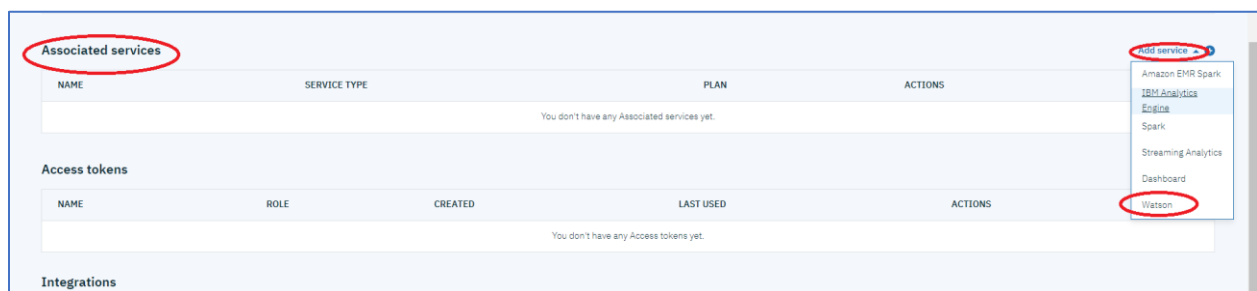 Associated services
Add service
NAME SERVICE TYPE PLAN ACTIONS
You don't have any Associated services yet.
Amazon EMR Spark
IBM Analytics
Engine
Spark
Streaming Analytics
Dashboard
Watson
Access tokens
NAME ROLE CREATED LAST USED ACTIONS
You don't have any Access tokens yet.
Integrations